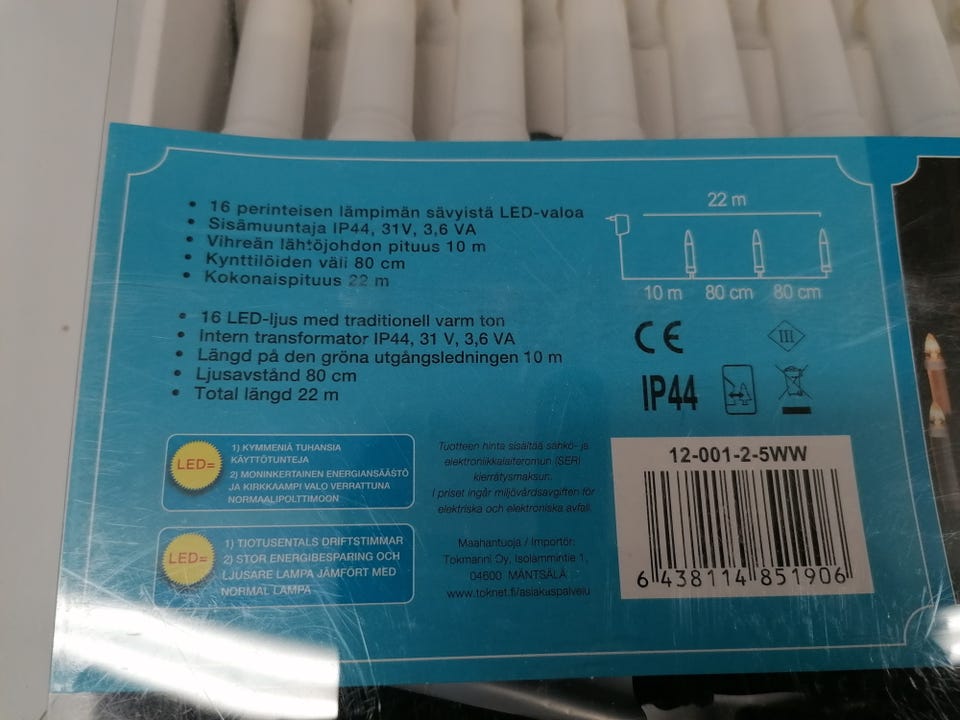 16 perinteisen lämpimän sävyistä LED-valoa
Sisämuuntaja IP44, 31V, 3,6 VA
Vihreän lähtöjohdon pituus 10 m
Kynttilöiden väli 80 cm
Kokonaispituus 22 m
16 LED-ljus med traditionell varm ton
Intern transformator IP44, 31 V, 3,6 VA
Längd på den gröna utgångsledningen 10 m
Ljusavstånd 80 cm
Total längd 22 m
22 m
10 m 80 cm 80 cm
CE
III
IP44
LED=
1) KYMMENIÄ TUHANSIA
KÄYTTÖTUNTEJA
2) MONINKERTAINEN ENERGIANSÄÄSTÖ
JA KIRKKAAMPI VALO VERRATTUNA
NORMAALIPOLTTIMOON
LED=
1) TIOTUSENTALS DRIFTSTIMMAR
2) STOR ENERGIBESPARING OCH
LJUSARE LAMPA JÄMFÖRT MED
NORMAL LAMPA
Tuotteen hinta sisältää sähkö- ja
elektroniikkalaiteromun (SER)
kierrätysmaksun.
I priset ingår miljövårdsavgiften för
elektriska och elektroniska avfall.
Maahantuoja / Importör:
Tokmanni Oy, Isolammintie 1,
04600 MÄNTSÄLÄ
www.toknet.fi/asiakaspalvelu
12-001-2-5WW
6 438114 851906